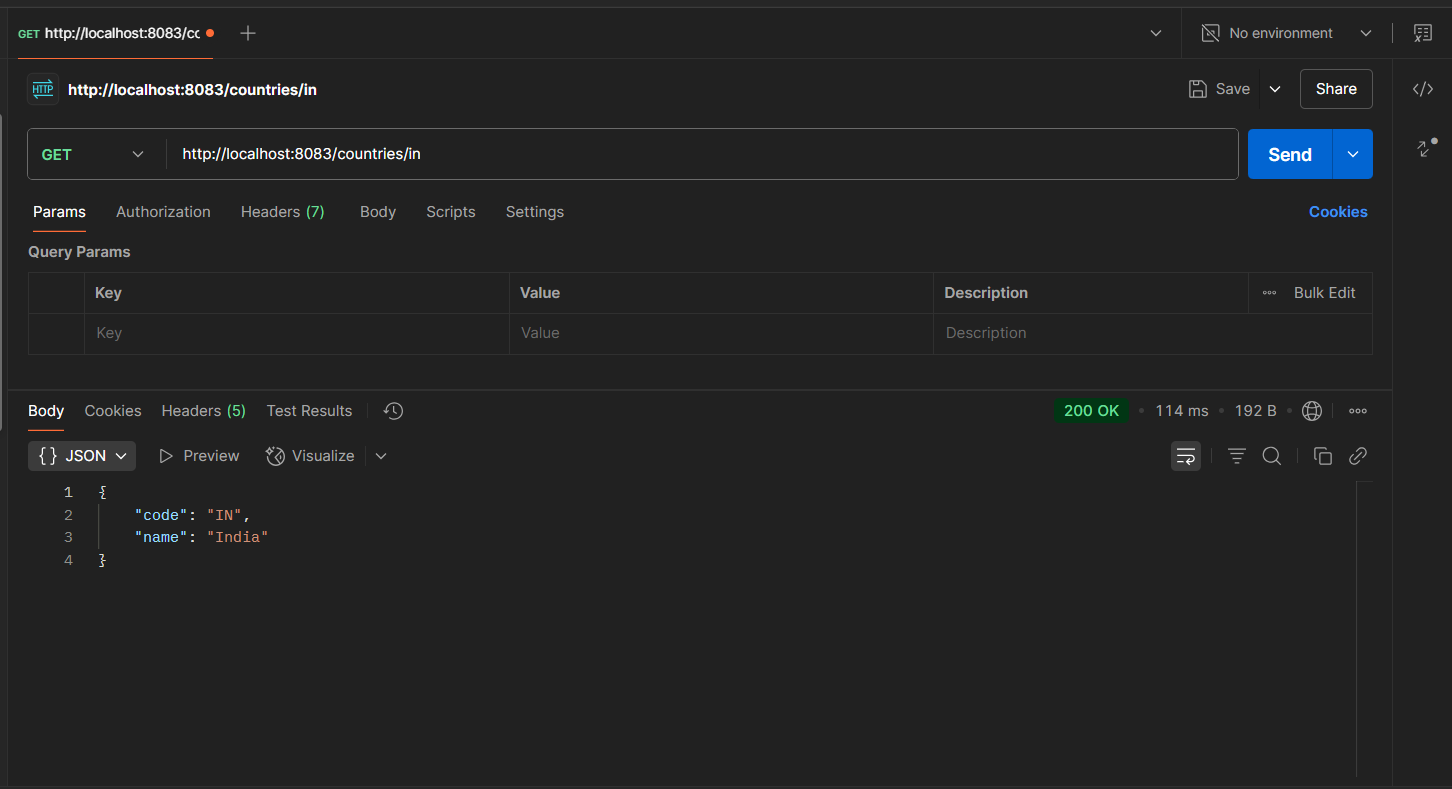 GET http://localhost:8083/cc
No environment
HTTP http://localhost:8083/countries/in
Save
Share
GET http://localhost:8083/countries/in
Send
Params Authorization Headers (7) Body Scripts Settings Cookies
Query Params
Key Value Description Bulk Edit
Key Value Description
Body Cookies Headers (5) Test Results 200 OK 114 ms 192 B
{} JSON Preview Visualize
1 {
2 "code": "IN",
3 "name": "India"
4 }